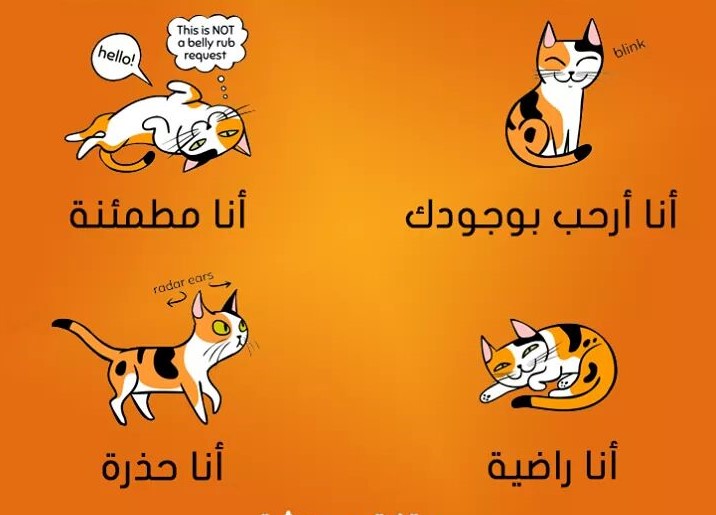 hello!
This is NOT
a belly rub
request
blink
أنا أرحب بوجودك
أنا مطمئنة
radar ears
أنا راضية
أنا حذرة